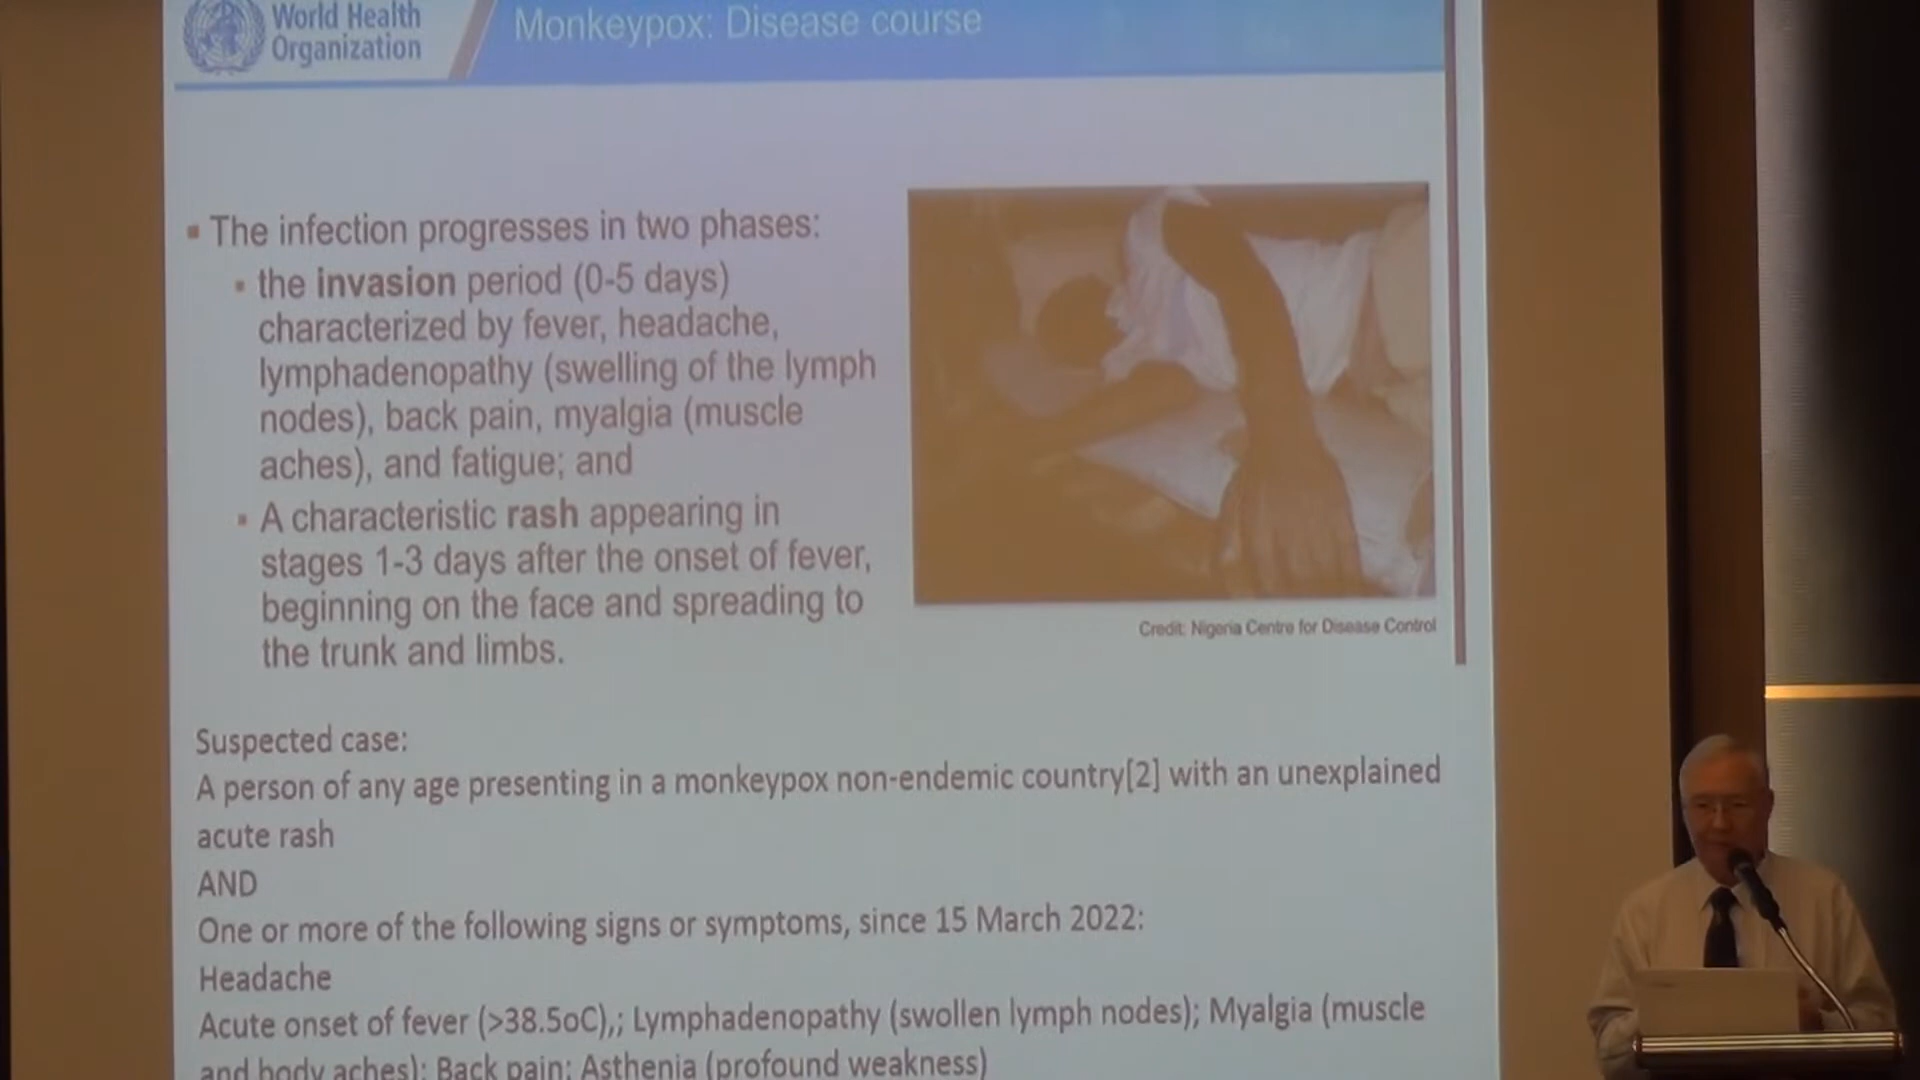 World Health
Organization
Monkeypox: Disease course
▪ The infection progresses in two phases:
▪ the invasion period (0-5 days)
characterized by fever, headache,
lymphadenopathy (swelling of the lymph
nodes), back pain, myalgia (muscle
aches), and fatigue; and
▪ A characteristic rash appearing in
stages 1-3 days after the onset of fever,
beginning on the face and spreading to
the trunk and limbs.
Credit: Nigeria Centre for Disease Control
Suspected case:
A person of any age presenting in a monkeypox non-endemic country[2] with an unexplained
acute rash
AND
One or more of the following signs or symptoms, since 15 March 2022:
Headache
Acute onset of fever (>38.5oC),; Lymphadenopathy (swollen lymph nodes); Myalgia (muscle
and body aches); Back pain; Asthenia (profound weakness)